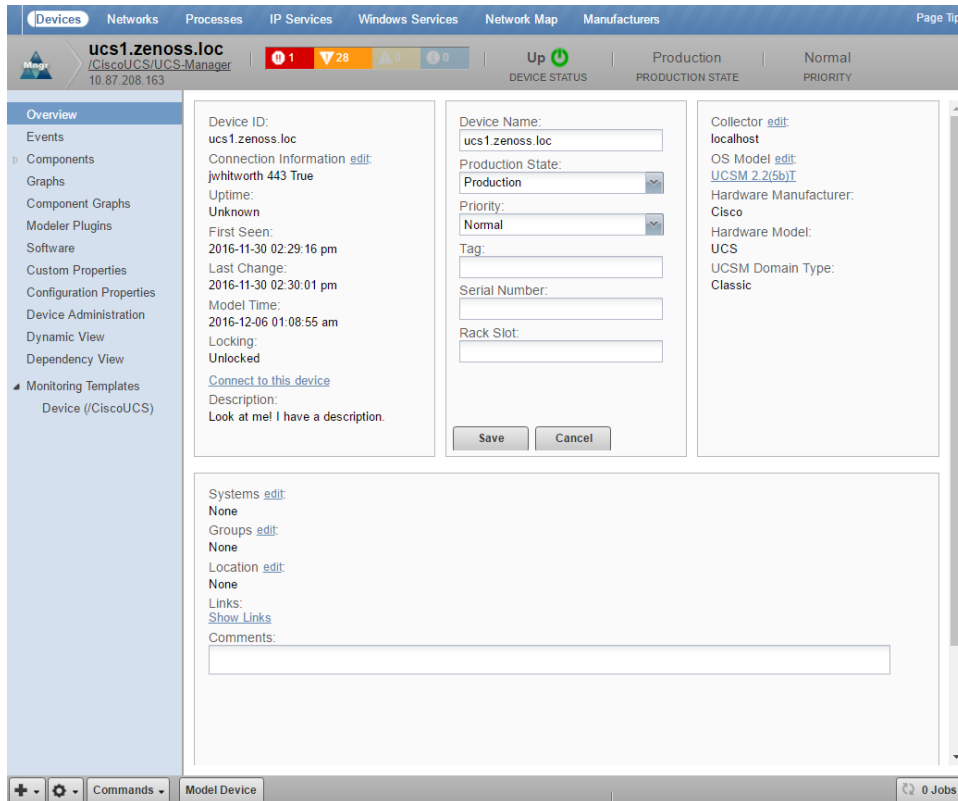 Devices Networks Processes IP Services Windows Services Network Map Manufacturers Page Tip
Mngr
ucs1.zenoss.loc
/CiscoUCS/UCS-Manager
10.87.208.163
1 28 0 0
Up
DEVICE STATUS
Production
PRODUCTION STATE
Normal
PRIORITY
Overview
Events
Components
Graphs
Component Graphs
Modeler Plugins
Software
Custom Properties
Configuration Properties
Device Administration
Dynamic View
Dependency View
Monitoring Templates
Device (/CiscoUCS)
Device ID:
ucs1.zenoss.loc
Connection Information edit:
jwhitworth 443 True
Uptime:
Unknown
First Seen:
2016-11-30 02:29:16 pm
Last Change:
2016-11-30 02:30:01 pm
Model Time:
2016-12-06 01:08:55 am
Locking:
Unlocked
Connect to this device
Description:
Look at me! I have a description.
Device Name:
ucs1.zenoss.loc
Production State:
Production
Priority:
Normal
Tag:
Serial Number:
Rack Slot:
Save Cancel
Collector edit:
localhost
OS Model edit:
UCSM 2.2(5b)T
Hardware Manufacturer:
Cisco
Hardware Model:
UCS
UCSM Domain Type:
Classic
Systems edit:
None
Groups edit:
None
Location edit:
None
Links:
Show Links
Comments:
Commands Model Device 0 Jobs